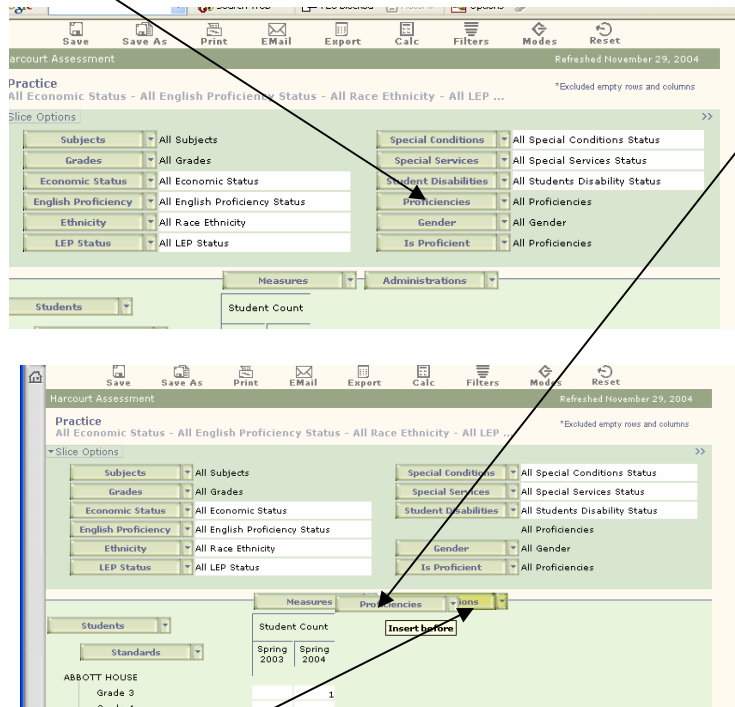 Save Save As Print EMail Export Calc Filters Modes Reset
arcourt Assessment Refreshed November 29, 2004
Practice *Excluded empty rows and columns
All Economic Status - All English Proficiency Status - All Race Ethnicity - All LEP ...
Slice Options >>
Subjects All Subjects Special Conditions All Special Conditions Status
Grades All Grades Special Services All Special Services Status
Economic Status All Economic Status Student Disabilities All Students Disability Status
English Proficiency All English Proficiency Status Proficiencies All Proficiencies
Ethnicity All Race Ethnicity Gender All Gender
LEP Status All LEP Status Is Proficient All Proficiencies
Measures Administrations
Students Student Count
Save Save As Print EMail Export Calc Filters Modes Reset
Harcourt Assessment Refreshed November 29, 2004
Practice *Excluded empty rows and columns
All Economic Status - All English Proficiency Status - All Race Ethnicity - All LEP ...
Slice Options >>
Subjects All Subjects Special Conditions All Special Conditions Status
Grades All Grades Special Services All Special Services Status
Economic Status All Economic Status Student Disabilities All Students Disability Status
English Proficiency All English Proficiency Status All Proficiencies
Ethnicity All Race Ethnicity Gender All Gender
LEP Status All LEP Status Is Proficient All Proficiencies
Measures Proficiencies ions
Students Student Count Insert before
Standards Spring 2003 Spring 2004
ABBOTT HOUSE
Grade 3 1